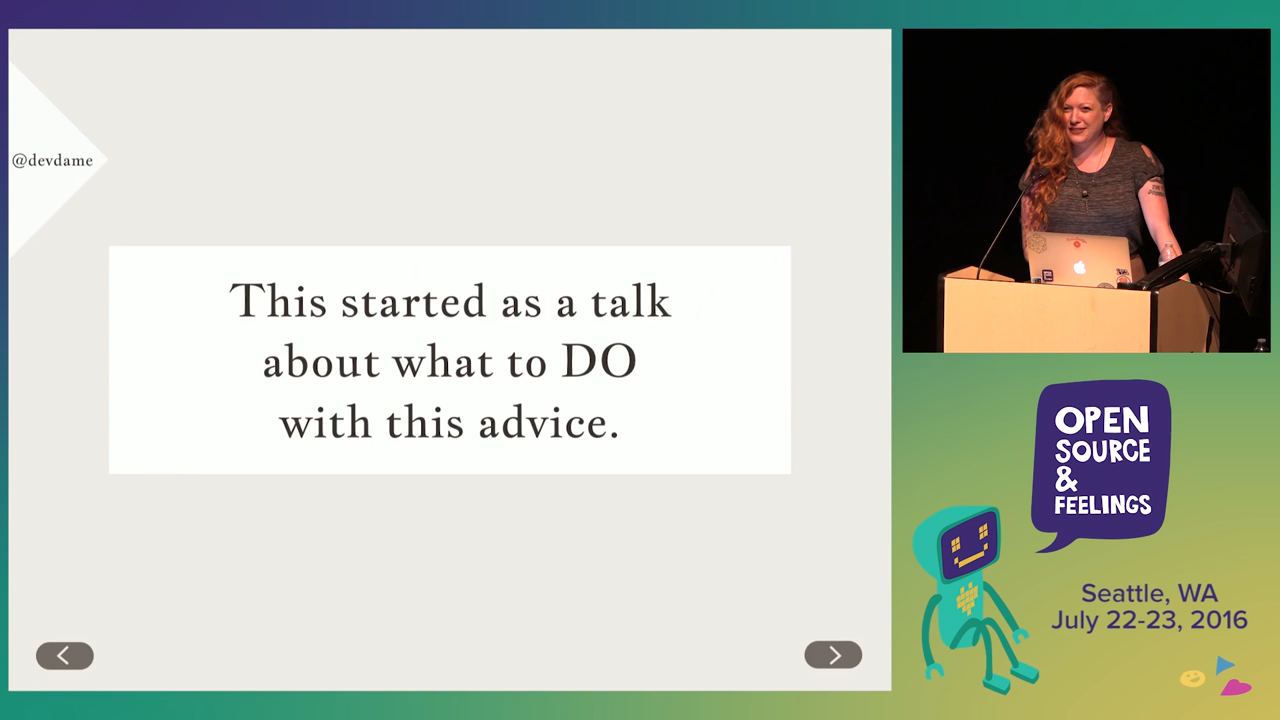 @devdame
This started as a talk
about what to DO
with this advice.
OPEN
SOURCE
&
FEELINGS
Seattle, WA
July 22-23, 2016